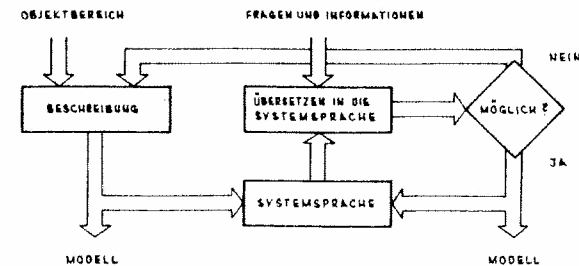 OBJEKTBEREICH
FRAGEN UND INFORMATIONEN
NEIN
BESCHREIBUNG
ÜBERSETZEN IN DIE
SYSTEMSPRACHE
MÖGLICH ?
JA
SYSTEMSPRACHE
MODELL
MODELL